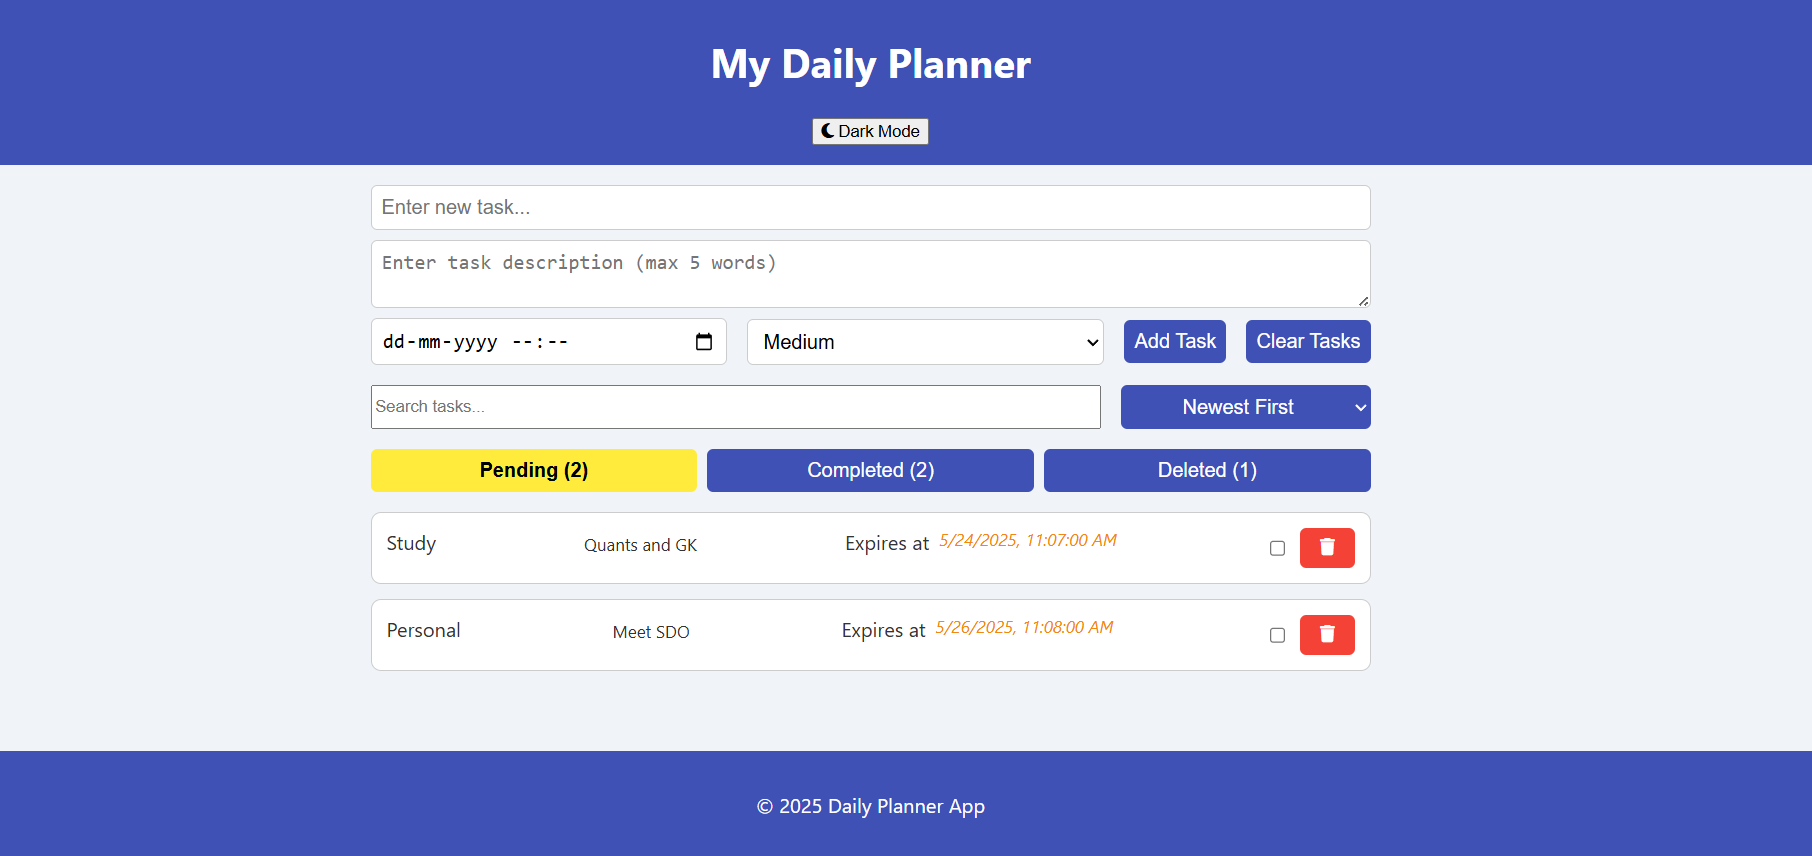 My Daily Planner
Dark Mode
Enter new task...
Enter task description (max 5 words)
dd-mm-yyyy --:-- Medium Add Task Clear Tasks
Search tasks... Newest First
Pending (2) Completed (2) Deleted (1)
Study Quants and GK Expires at 5/24/2025, 11:07:00 AM
Personal Meet SDO Expires at 5/26/2025, 11:08:00 AM
© 2025 Daily Planner App